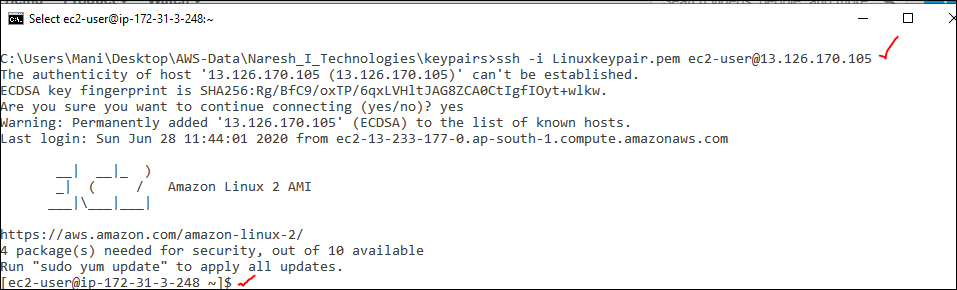 Select ec2-user@ip-172-31-3-248:~
C:\Users\Mani\Desktop\AWS-Data\Naresh_I_Technologies\keypairs>ssh -i Linuxkeypair.pem ec2-user@13.126.170.105
The authenticity of host '13.126.170.105 (13.126.170.105)' can't be established.
ECDSA key fingerprint is SHA256:Rg/BfC9/oxTP/6qxLVHltJAG8ZCA0CtIgfIOyt+wlkw.
Are you sure you want to continue connecting (yes/no)? yes
Warning: Permanently added '13.126.170.105' (ECDSA) to the list of known hosts.
Last login: Sun Jun 28 11:44:01 2020 from ec2-13-233-177-0.ap-south-1.compute.amazonaws.com
__|  __|_  )
_|  (     /   Amazon Linux 2 AMI
___|\___|___|
https://aws.amazon.com/amazon-linux-2/
4 package(s) needed for security, out of 10 available
Run "sudo yum update" to apply all updates.
[ec2-user@ip-172-31-3-248 ~]$